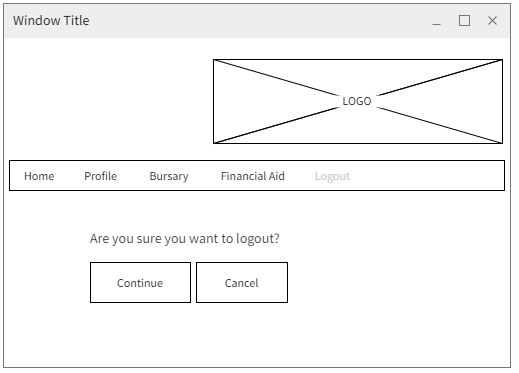 Window Title
LOGO
Home Profile Bursary Financial Aid Logout
Are you sure you want to logout?
Continue Cancel